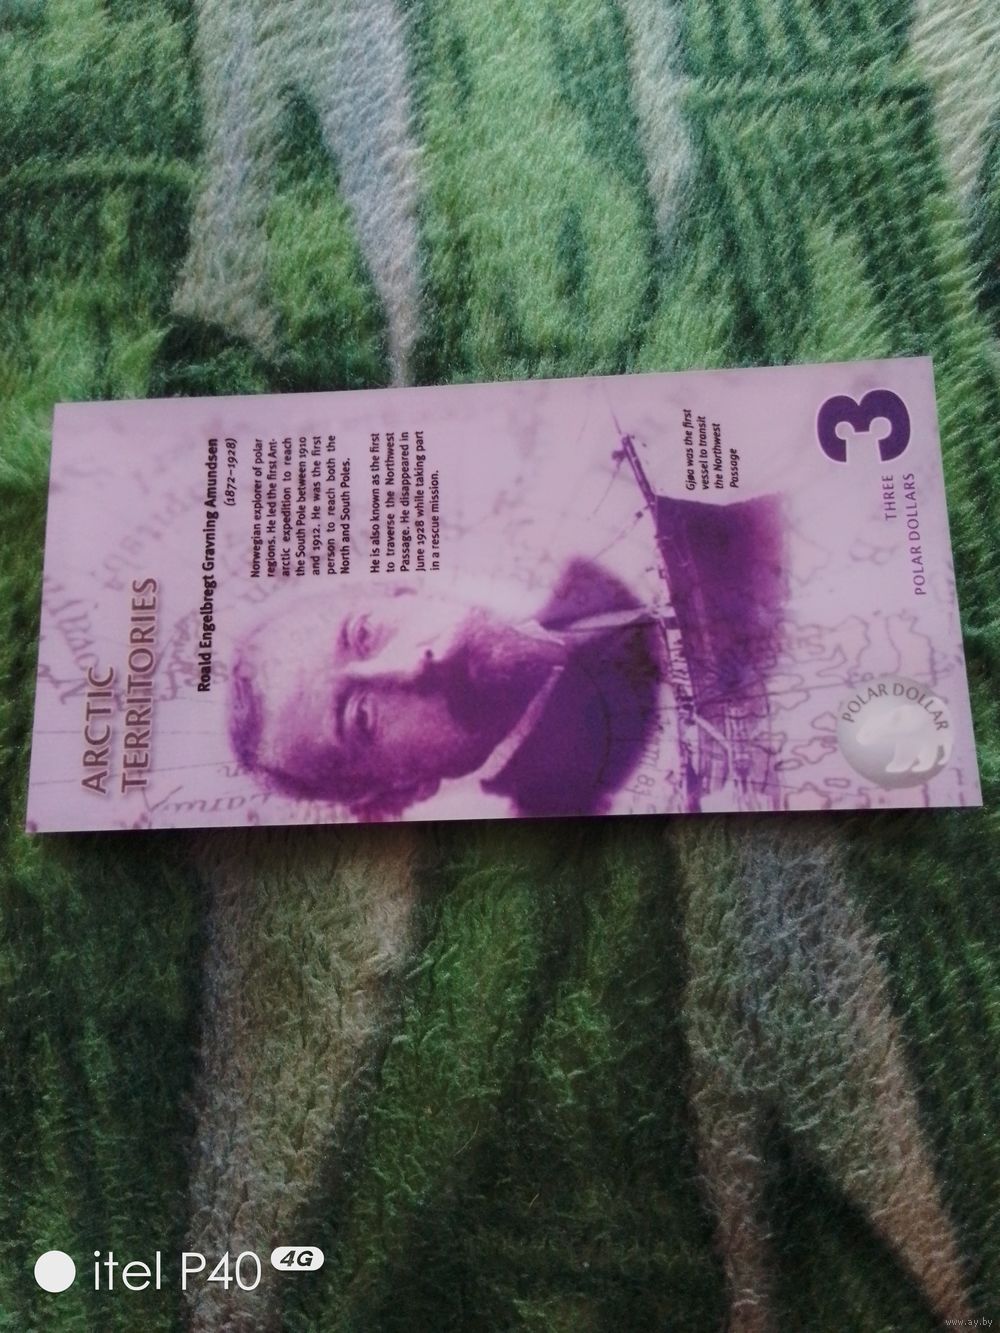 ARCTIC
TERRITORIES
Roald Engelbregt Gravning Amundsen
(1872–1928)
Norwegian explorer of polar
regions. He led the first Ant-
arctic expedition to reach
the South Pole between 1910
and 1912. He was the first
person to reach both the
North and South Poles.
He is also known as the first
to traverse the Northwest
Passage. He disappeared in
June 1928 while taking part
in a rescue mission.
Gjøa was the first
vessel to transit
the Northwest
Passage
3
THREE
POLAR DOLLARS
POLAR DOLLAR
itel P40 4G
www.ay.by